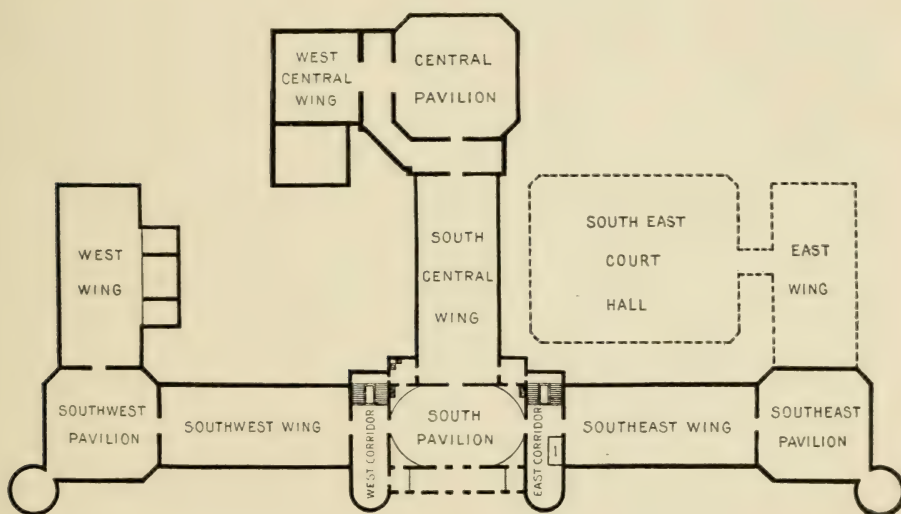 WEST
CENTRAL
WING
CENTRAL
PAVILION
WEST
WING
SOUTH
CENTRAL
WING
SOUTH EAST
COURT
HALL
EAST
WING
SOUTHWEST
PAVILION
SOUTHWEST WING
WEST CORRIDOR
SOUTH
PAVILION
EAST CORRIDOR
1
SOUTHEAST WING
SOUTHEAST
PAVILION